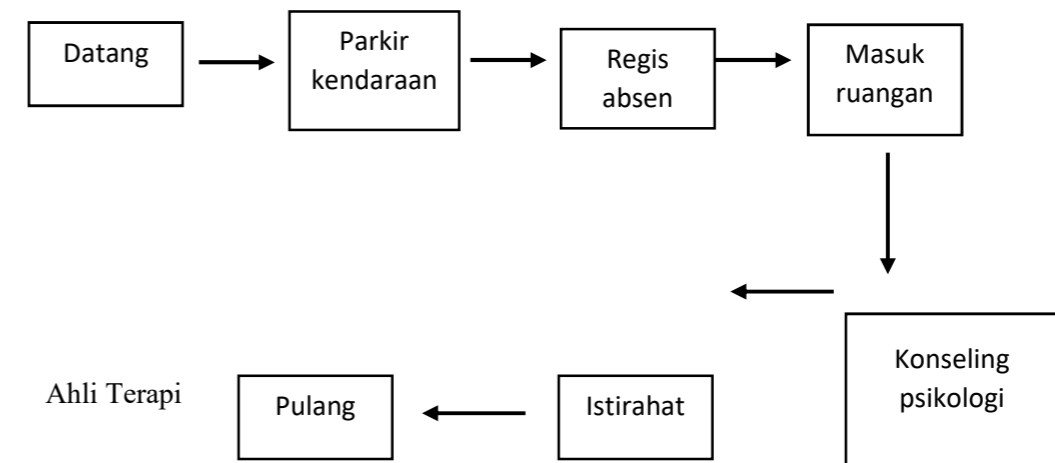 Datang
Parkir
kendaraan
Regis
absen
Masuk
ruangan
Konseling
psikologi
Istirahat
Pulang
Ahli Terapi